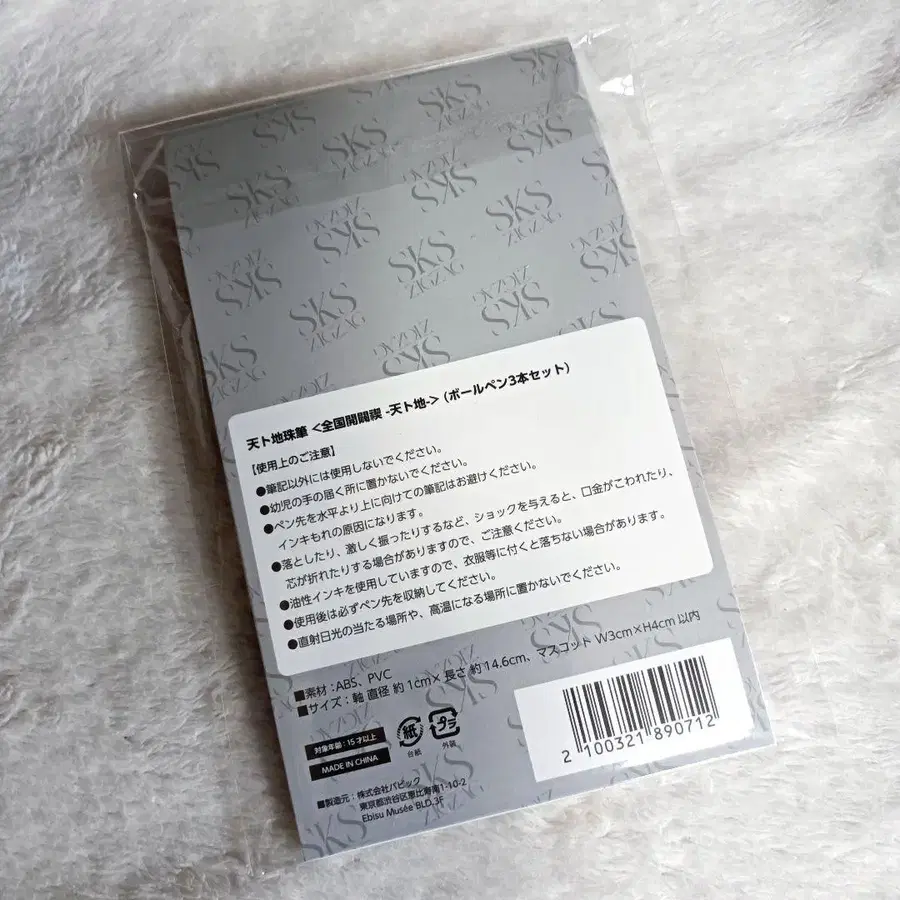 SKS
ZIGZAG
天ト地珠筆 <全国開闢禊 -天ト地-> (ボールペン3本セット)
【使用上のご注意】
●筆記以外には使用しないでください。
●幼児の手の届く所に置かないでください。
●ペン先を水平より上に向けての筆記はお避けください。
インキもれの原因になります。
●落としたり、激しく振ったりするなど、ショックを与えると、口金がこわれたり、
芯が折れたりする場合がありますので、ご注意ください。
●油性インキを使用していますので、衣服等に付くと落ちない場合があります。
●使用後は必ずペン先を収納してください。
●直射日光の当たる場所や、高温になる場所に置かないでください。
■素材:ABS、PVC
■サイズ:軸 直径 約1cm×長さ 約14.6cm、マスコット W3cm×H4cm 以内
対象年齢:15才以上
MADE IN CHINA
紙
台紙
プラ
外装
■製造元:株式会社パビック
東京都渋谷区恵比寿南1-10-2
Ebisu Musée BLD.3F
2 100321 890712